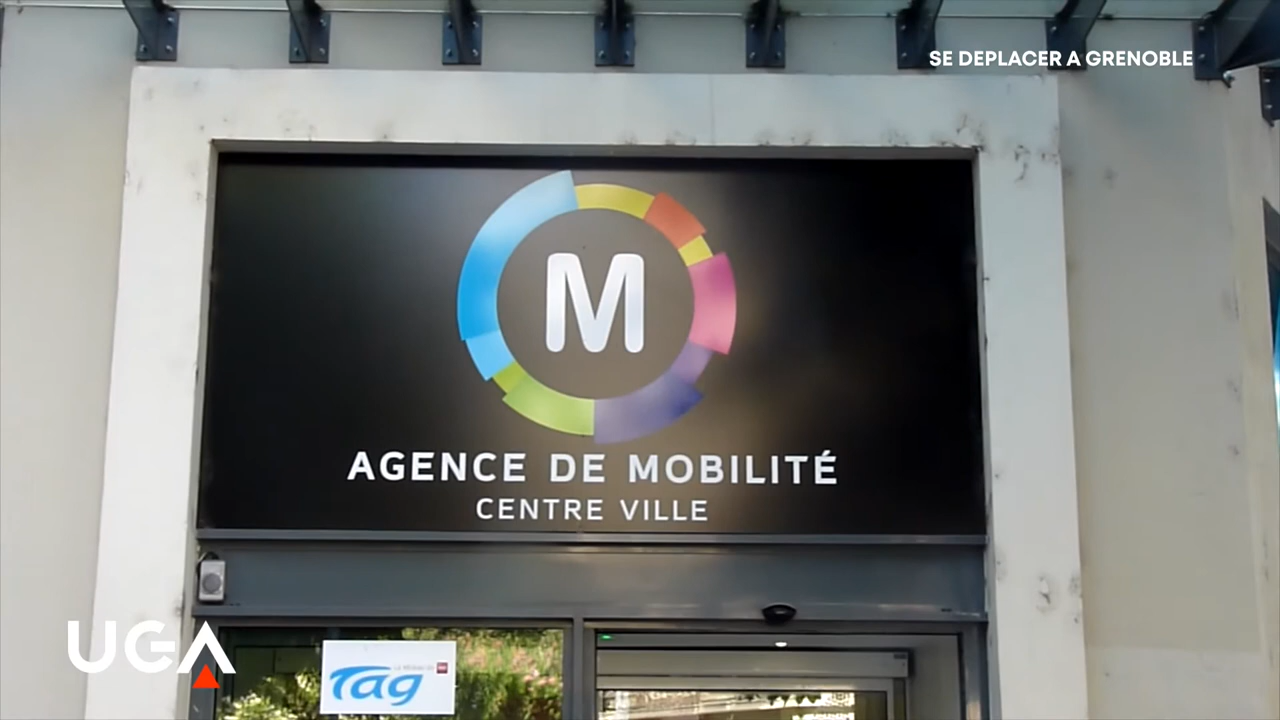 SE DEPLACER A GRENOBLE
M
AGENCE DE MOBILITÉ
CENTRE VILLE
UGA
Tag